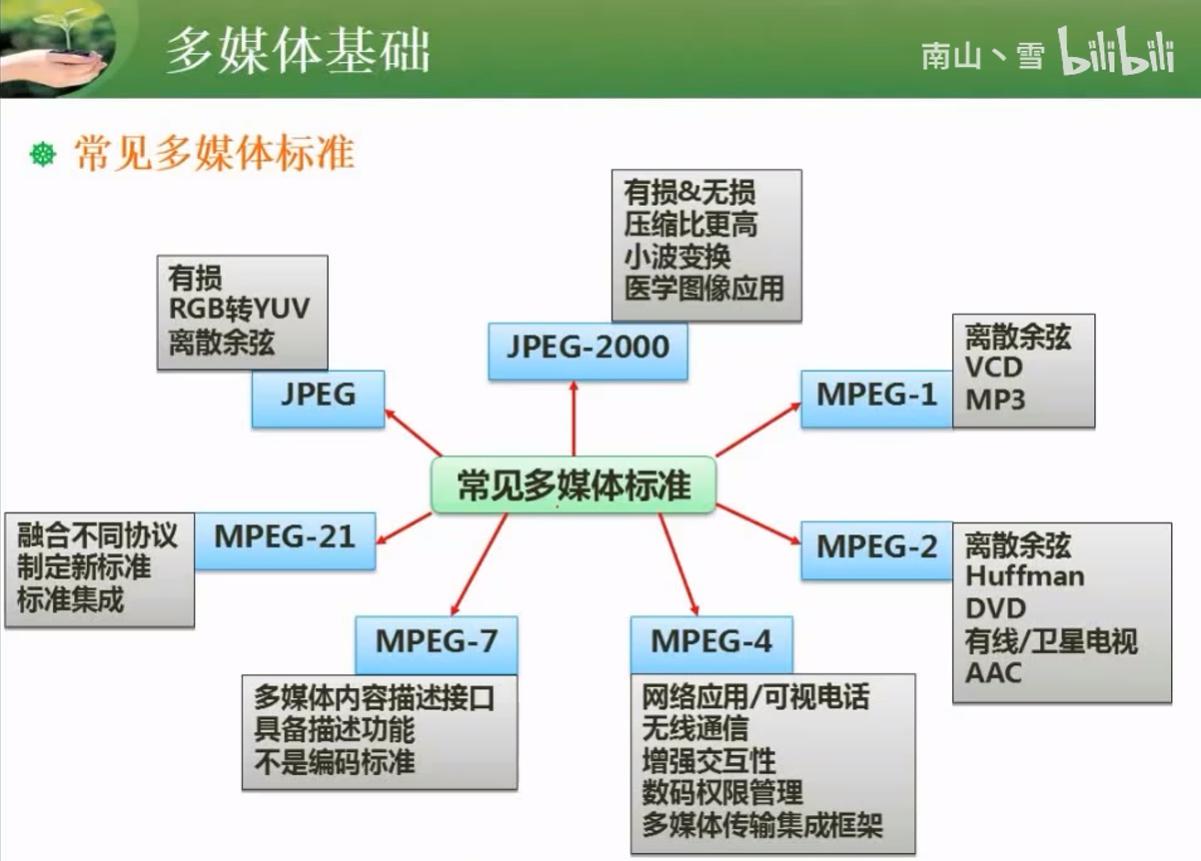 多媒体基础
南山丶雪 bilibili
常见多媒体标准
有损&无损
压缩比更高
小波变换
医学图像应用
JPEG-2000
有损
RGB转YUV
离散余弦
JPEG
离散余弦
VCD
MP3
MPEG-1
常见多媒体标准
融合不同协议
制定新标准
标准集成
MPEG-21
MPEG-2
离散余弦
Huffman
DVD
有线/卫星电视
AAC
MPEG-7
多媒体内容描述接口
具备描述功能
不是编码标准
MPEG-4
网络应用/可视电话
无线通信
增强交互性
数码权限管理
多媒体传输集成框架